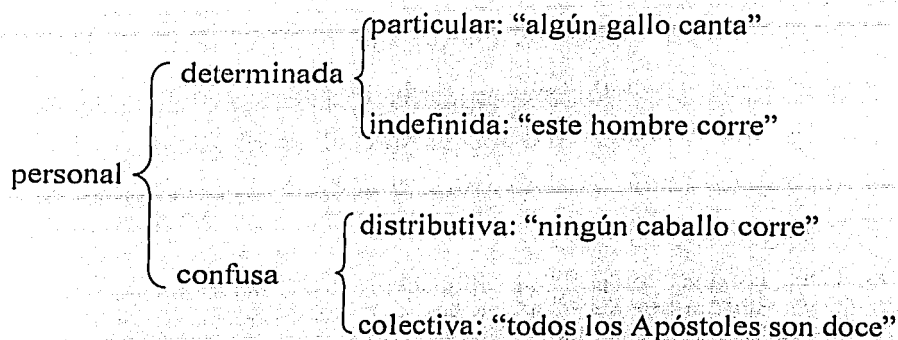 particular: “algún gallo canta”
determinada
indefinida: “este hombre corre”
personal
distributiva: “ningún caballo corre”
confusa
colectiva: “todos los Apóstoles son doce”